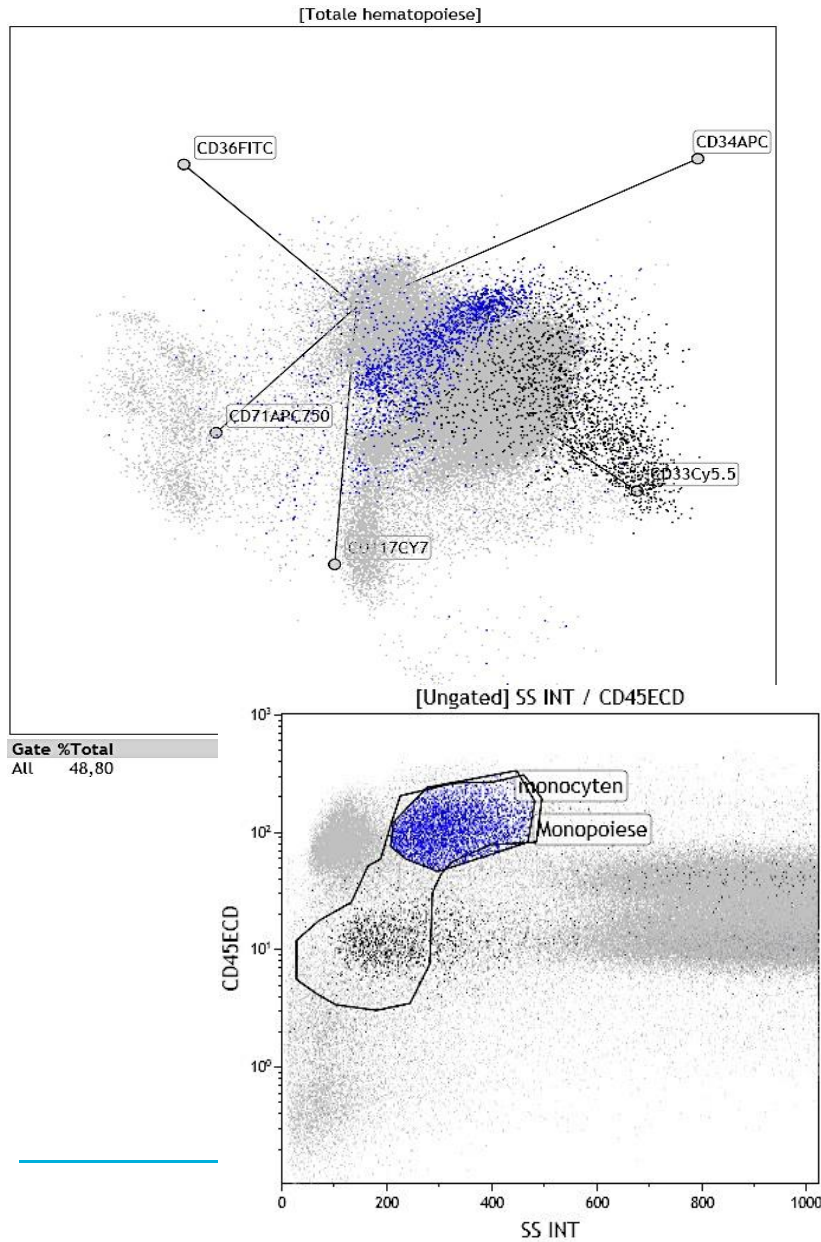 [Totale hematopoiese]
CD36FITC
CD34APC
CD71APC750
CD33Cy5.5
CD117CY7
Gate %Total
All 48,80
[Ungated] SS INT / CD45ECD
10³
10²
10¹
10⁰
CD45ECD
monocyten
Monopoiese
0 200 400 600 800 1000
SS INT